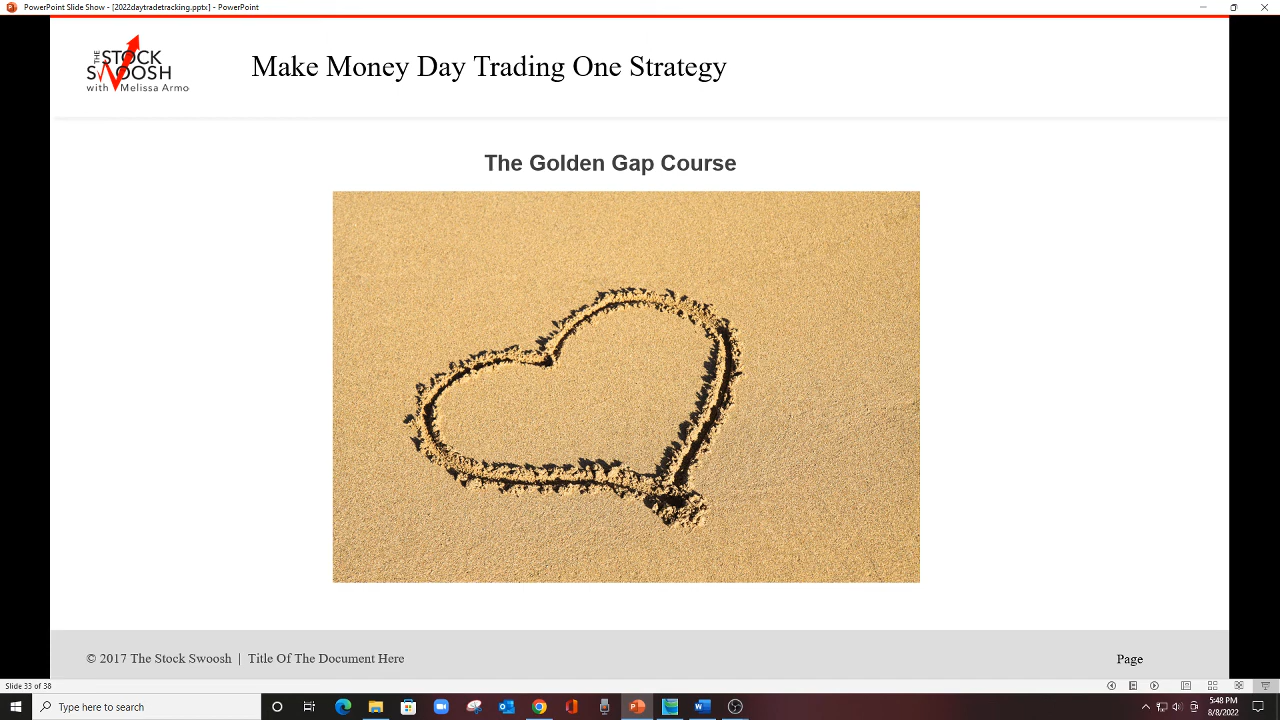 PowerPoint Slide Show - [2022daytradetracking.pptx] - PowerPoint
THE
STOCK
SWOOSH
with Melissa Armo
Make Money Day Trading One Strategy
The Golden Gap Course
© 2017 The Stock Swoosh | Title Of The Document Here
Page
Slide 33 of 38
Type here to search
5:48 PM
8/8/2022